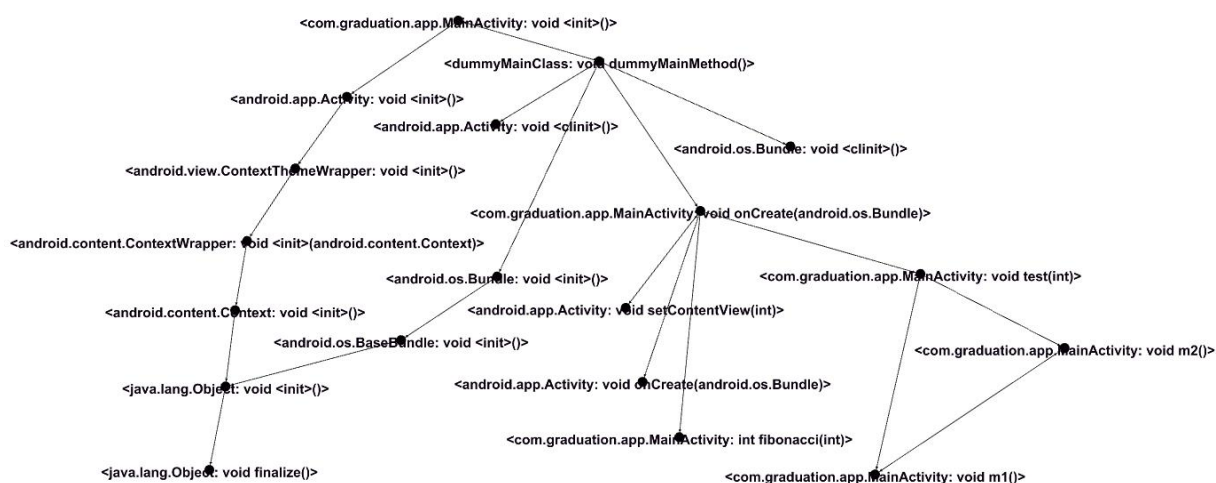 <com.graduation.app.MainActivity: void <init>()>
<dummyMainClass: void dummyMainMethod()>
<android.app.Activity: void <init>()>
<android.app.Activity: void <clinit>()>
<android.os.Bundle: void <clinit>()>
<android.view.ContextThemeWrapper: void <init>()>
<com.graduation.app.MainActivity: void onCreate(android.os.Bundle)>
<android.content.ContextWrapper: void <init>(android.content.Context)>
<android.os.Bundle: void <init>()>
<com.graduation.app.MainActivity: void test(int)>
<android.content.Context: void <init>()>
<android.app.Activity: void setContentView(int)>
<android.os.BaseBundle: void <init>()>
<com.graduation.app.MainActivity: void m2()>
<java.lang.Object: void <init>()>
<android.app.Activity: void onCreate(android.os.Bundle)>
<com.graduation.app.MainActivity: int fibonacci(int)>
<java.lang.Object: void finalize()>
<com.graduation.app.MainActivity: void m1()>